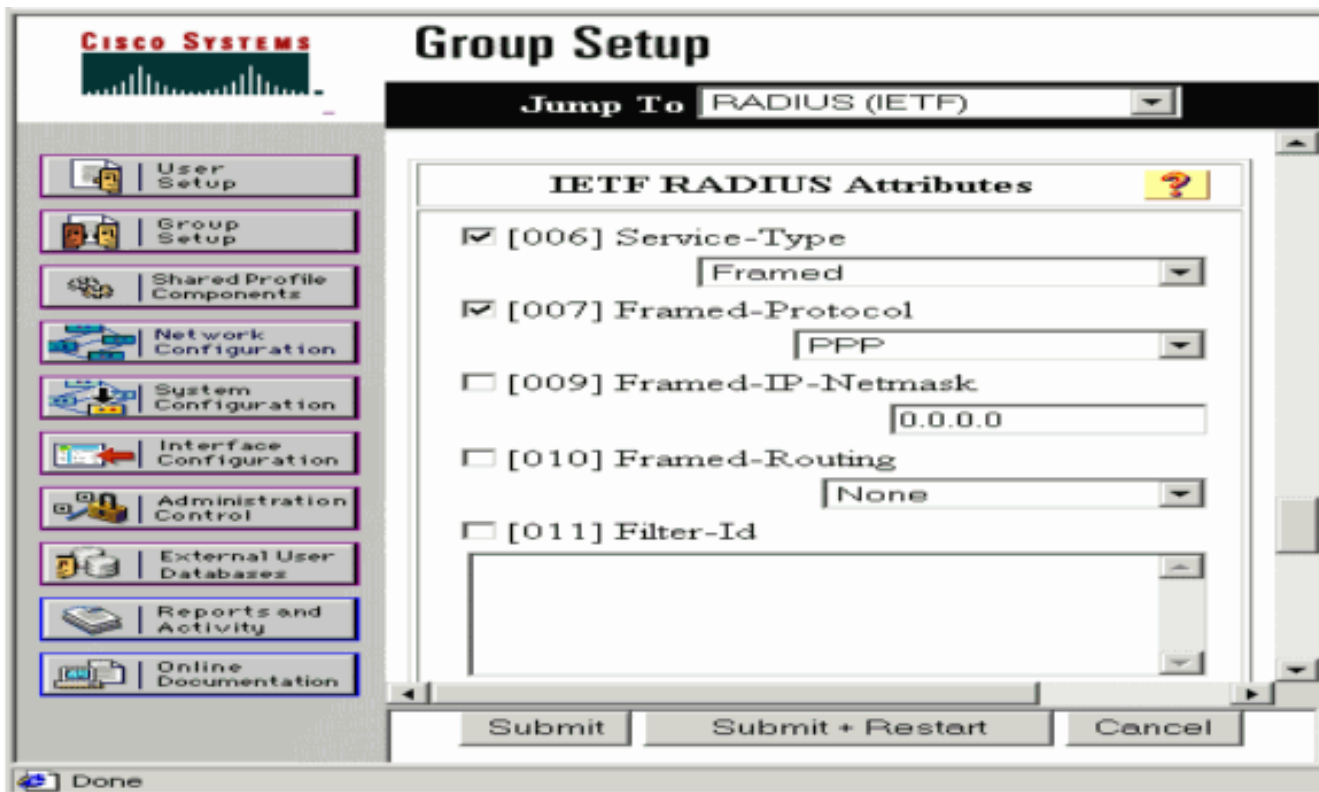 CISCO SYSTEMS
Group Setup
Jump To RADIUS (IETF)
User
Setup
Group
Setup
Shared Profile
Components
Network
Configuration
System
Configuration
Interface
Configuration
Administration
Control
External User
Databases
Reports and
Activity
Online
Documentation
IETF RADIUS Attributes ?
[006] Service-Type
Framed
[007] Framed-Protocol
PPP
[009] Framed-IP-Netmask
0.0.0.0
[010] Framed-Routing
None
[011] Filter-Id
Submit Submit + Restart Cancel
Done